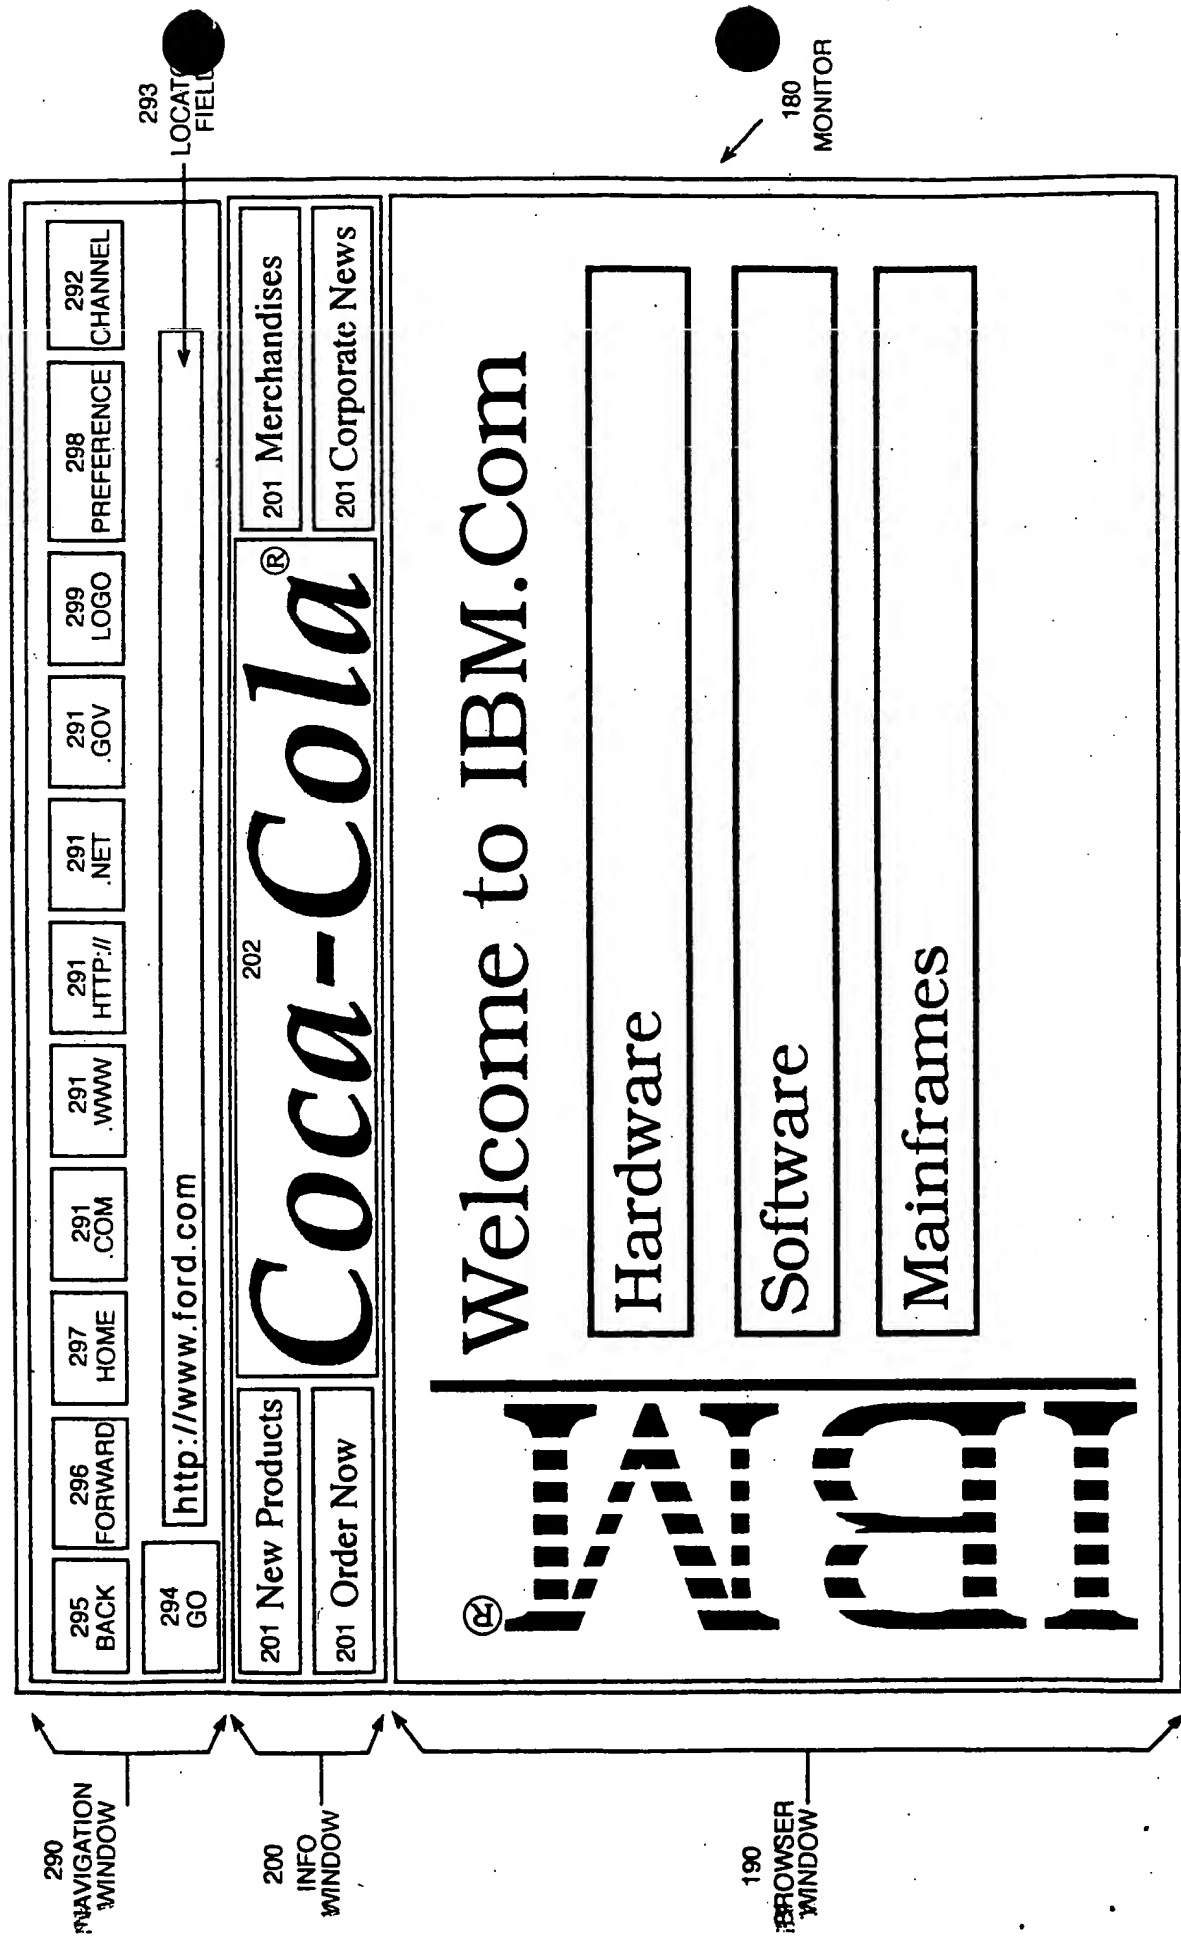 293
LOCATO
FIELD
180
MONITOR
290
NAVIGATION
WINDOW
295
BACK
296
FORWARD
297
HOME
291
.COM
291
.WWW
291
HTTP://
291
.NET
291
.GOV
299
LOGO
298
PREFERENCE
292
CHANNEL
294
GO
http://www.ford.com
200
INFO
WINDOW
201 New Products
201 Order Now
202
Coca-Cola®
201 Merchandises
201 Corporate News
190
BROWSER
WINDOW
IBM®
Welcome to IBM.Com
Hardware
Software
Mainframes